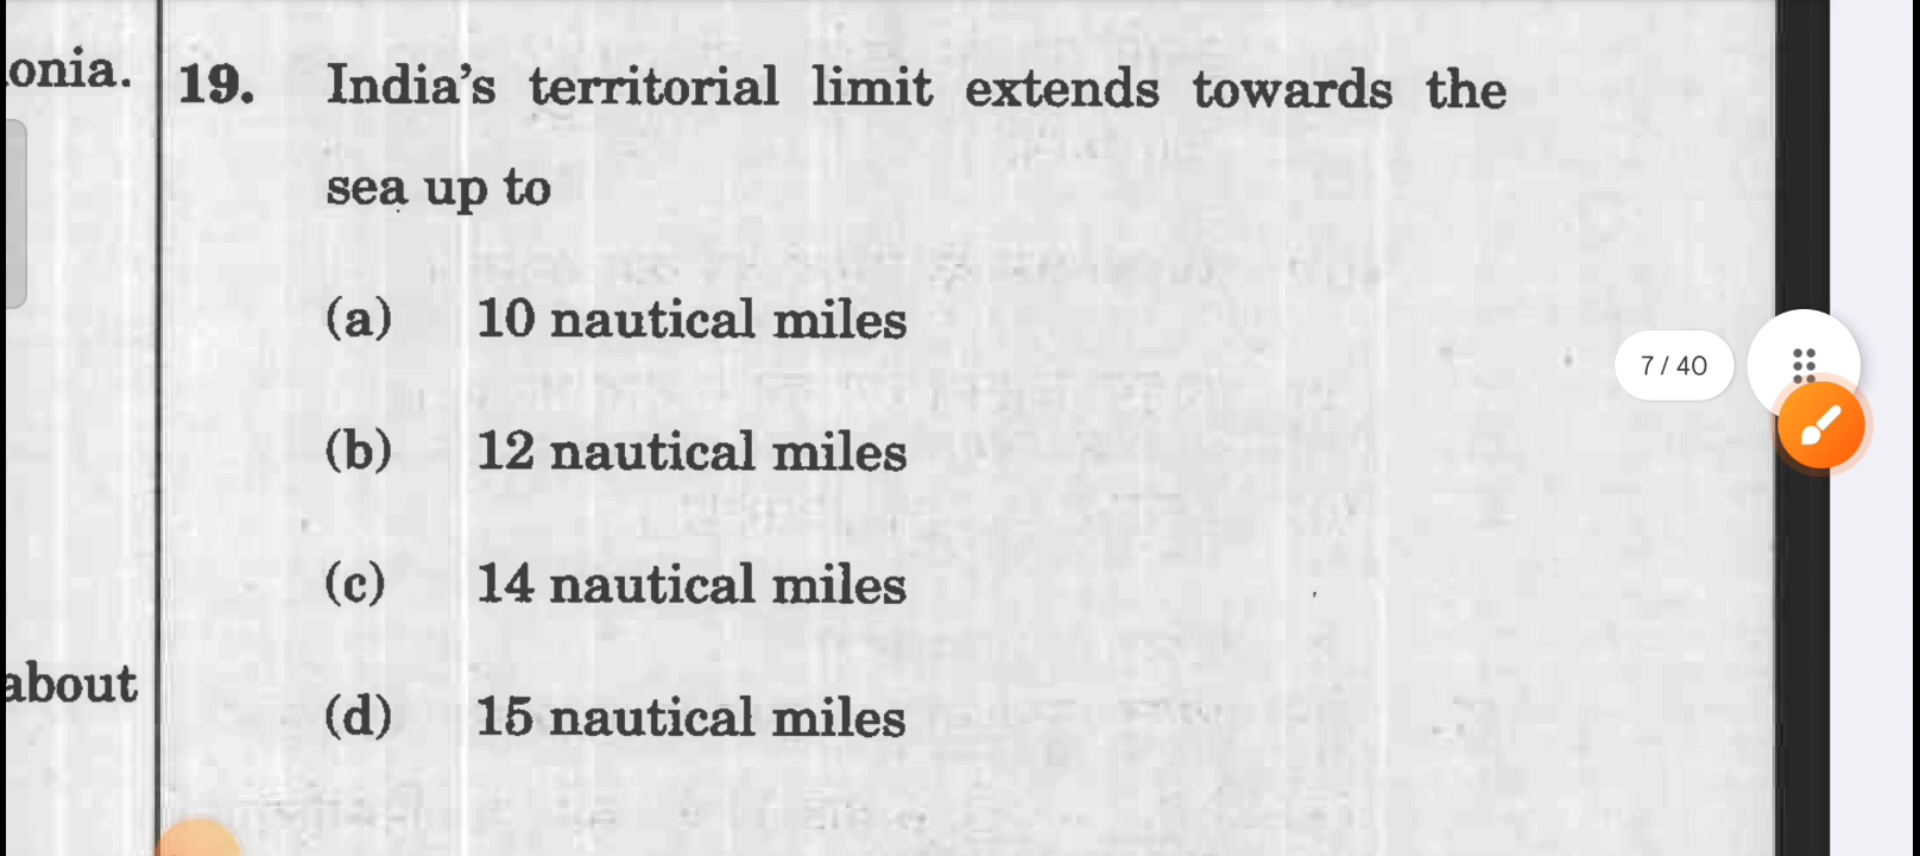 onia.
19. India's territorial limit extends towards the
sea up to
(a) 10 nautical miles
(b) 12 nautical miles
(c) 14 nautical miles
(d) 15 nautical miles
about
7 / 40